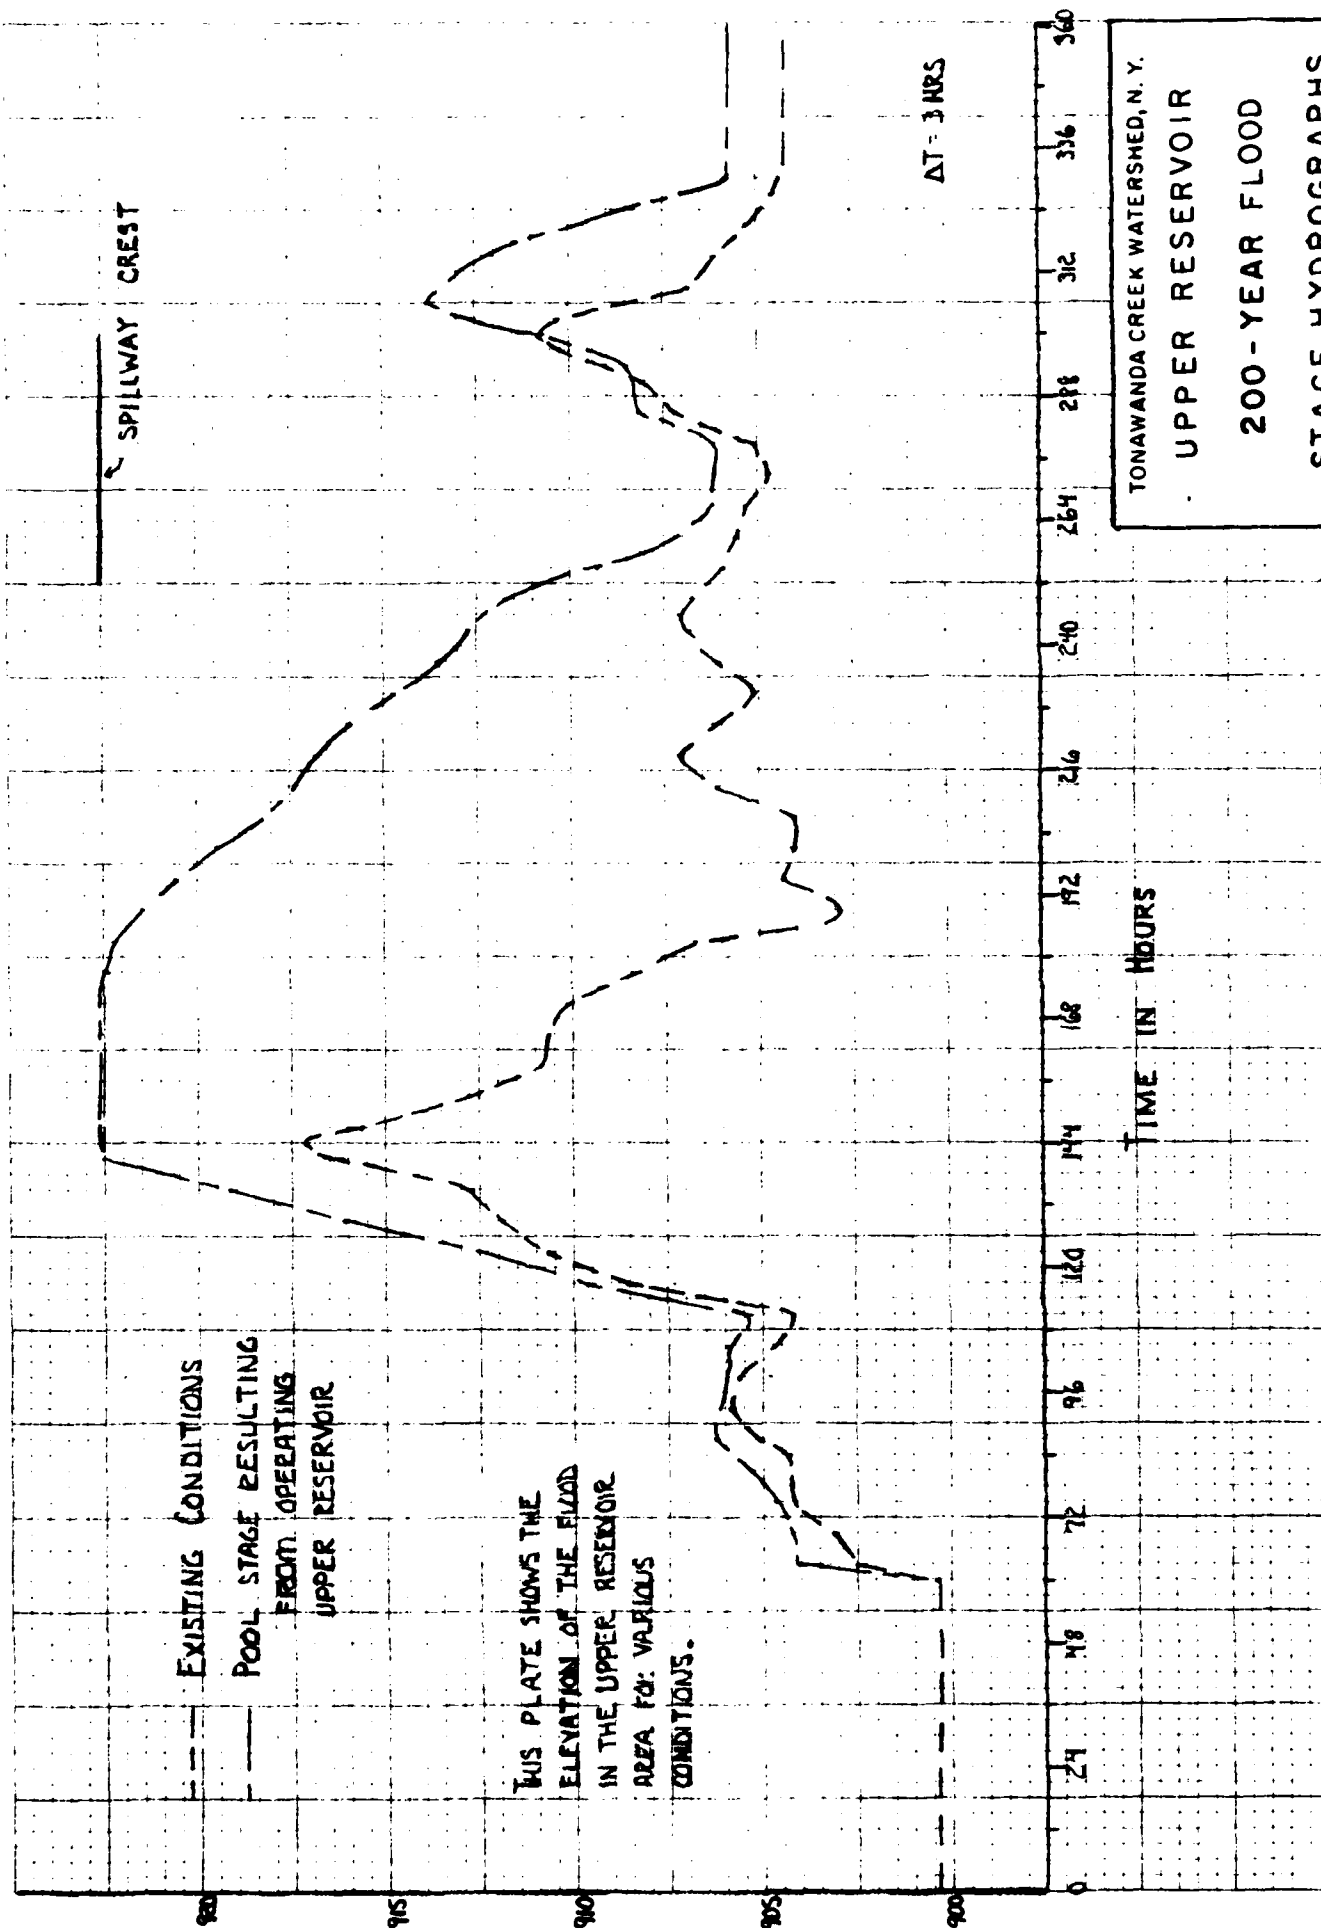 SPILLWAY CREST
--- EXISTING CONDITIONS
POOL STAGE RESULTING
FROM OPERATING
UPPER RESERVOIR
THIS PLATE SHOWS THE
ELEVATION OF THE FLOOD
IN THE UPPER RESERVOIR
AREA FOR VARIOUS
CONDITIONS.
ΔT = 3 HRS
920
915
910
905
900
0 24 48 72 96 120 144 168 192 216 240 264 288 312 336 360
TIME IN HOURS
TONAWANDA CREEK WATERSHED, N.Y.
UPPER RESERVOIR
200-YEAR FLOOD
STAGE HYDROGRAPHS